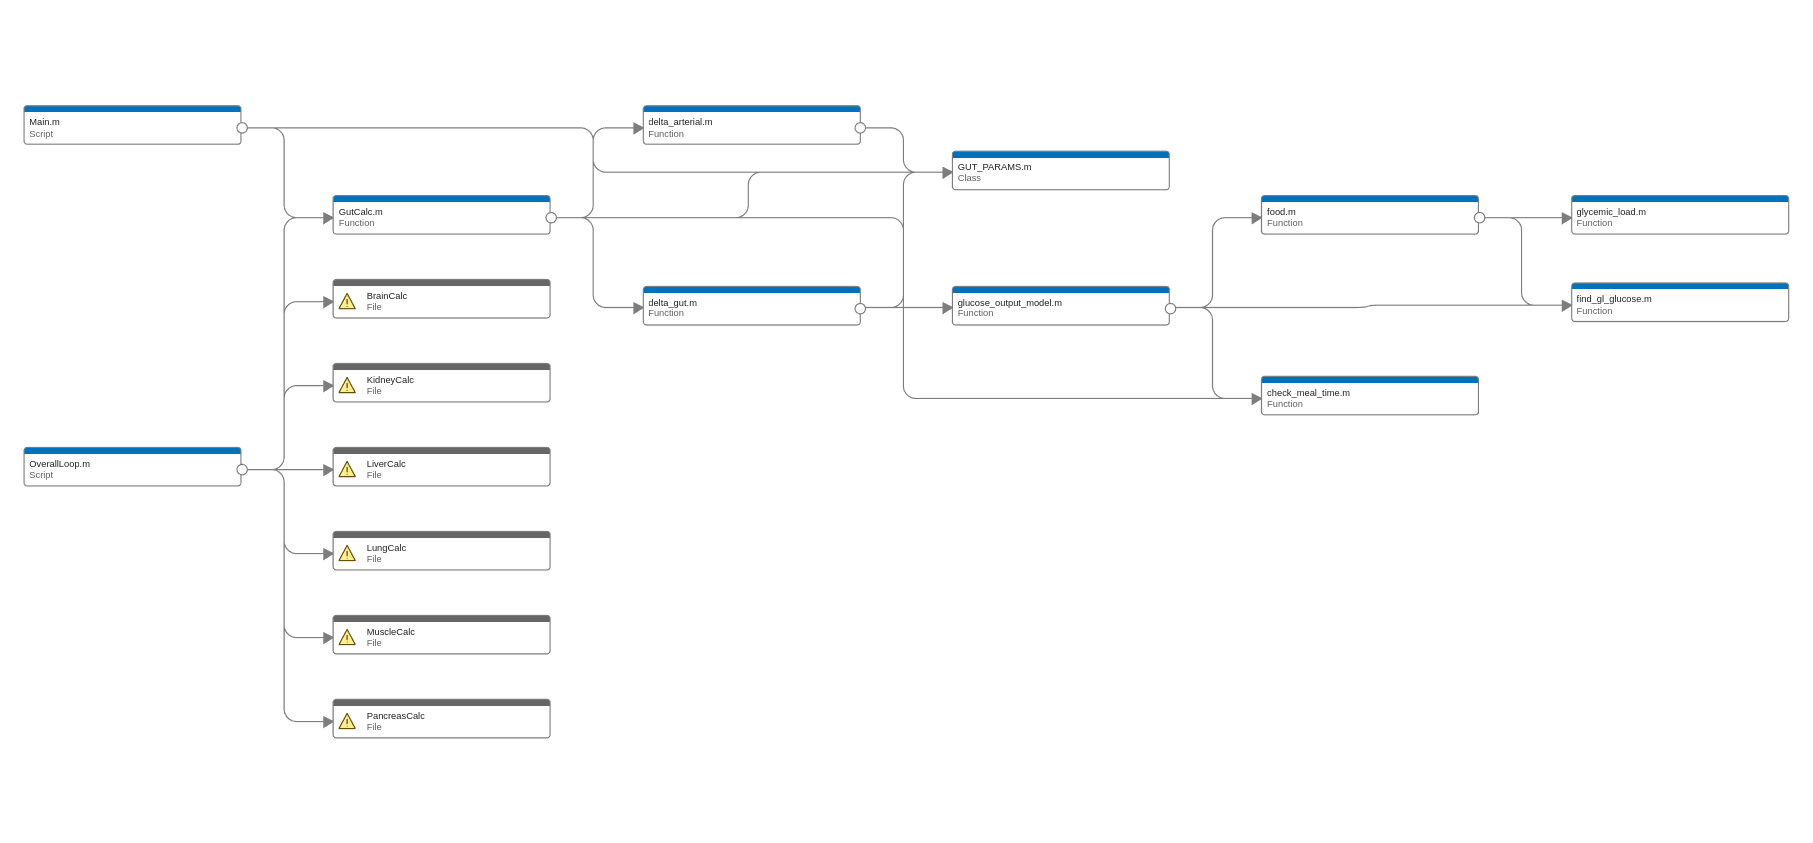 Main.m
Script
delta_arterial.m
Function
GUT_PARAMS.m
Class
GutCalc.m
Function
food.m
Function
glycemic_load.m
Function
BrainCalc
File
delta_gut.m
Function
glucose_output_model.m
Function
find_gl_glucose.m
Function
KidneyCalc
File
check_meal_time.m
Function
OverallLoop.m
Script
LiverCalc
File
LungCalc
File
MuscleCalc
File
PancreasCalc
File